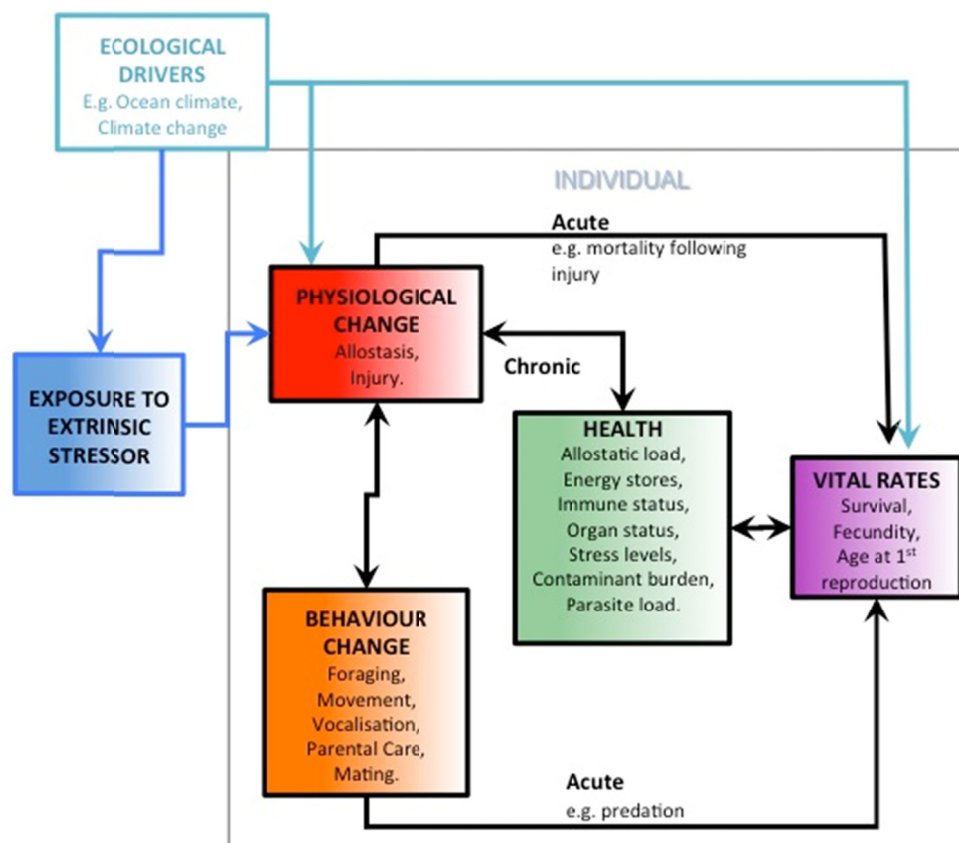 ECOLOGICAL
DRIVERS
E.g. Ocean climate,
Climate change
INDIVIDUAL
Acute
e.g. mortality following
injury
PHYSIOLOGICAL
CHANGE
Allostasis,
Injury.
Chronic
EXPOSURE TO
EXTRINSIC
STRESSOR
HEALTH
Allostatic load,
Energy stores,
Immune status,
Organ status,
Stress levels,
Contaminant burden,
Parasite load.
VITAL RATES
Survival,
Fecundity,
Age at 1st
reproduction
BEHAVIOUR
CHANGE
Foraging,
Movement,
Vocalisation,
Parental Care,
Mating.
Acute
e.g. predation